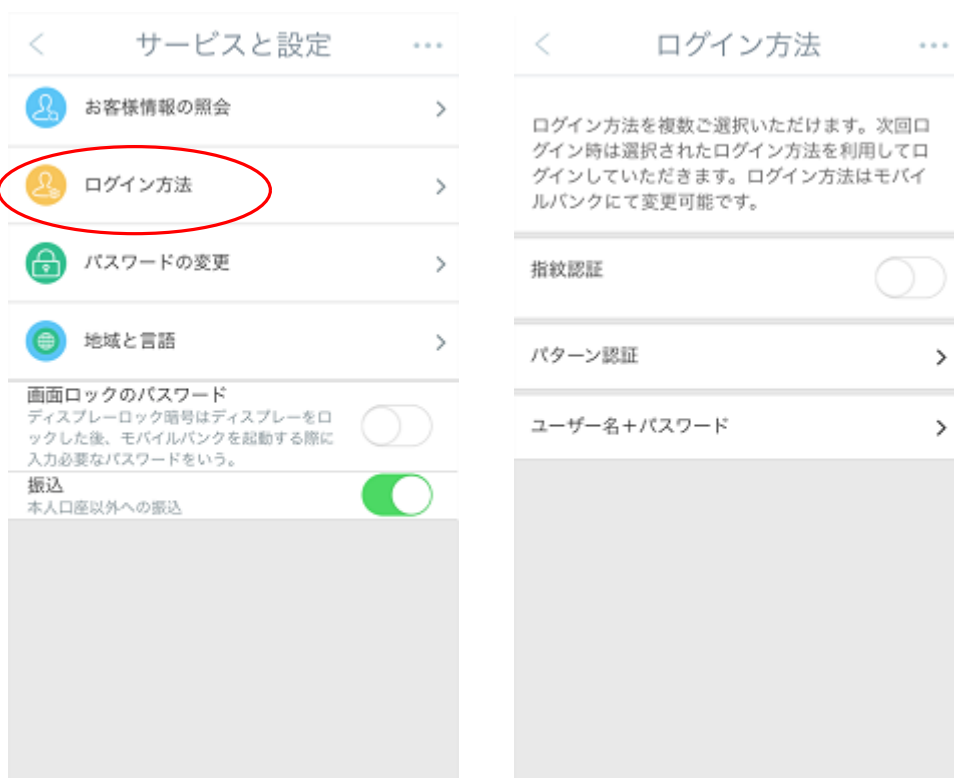 サービスと設定
お客様情報の照会
ログイン方法
パスワードの変更
地域と言語
画面ロックのパスワード
ディスプレーロック暗号はディスプレーをロ
ックした後、モバイルバンクを起動する際に
入力必要なパスワードをいう。
振込
本人口座以外への振込
ログイン方法
ログイン方法を複数ご選択いただけます。次回ロ
グイン時は選択されたログイン方法を利用してロ
グインしていただきます。ログイン方法はモバイ
ルバンクにて変更可能です。
指紋認証
パターン認証
ユーザー名+パスワード